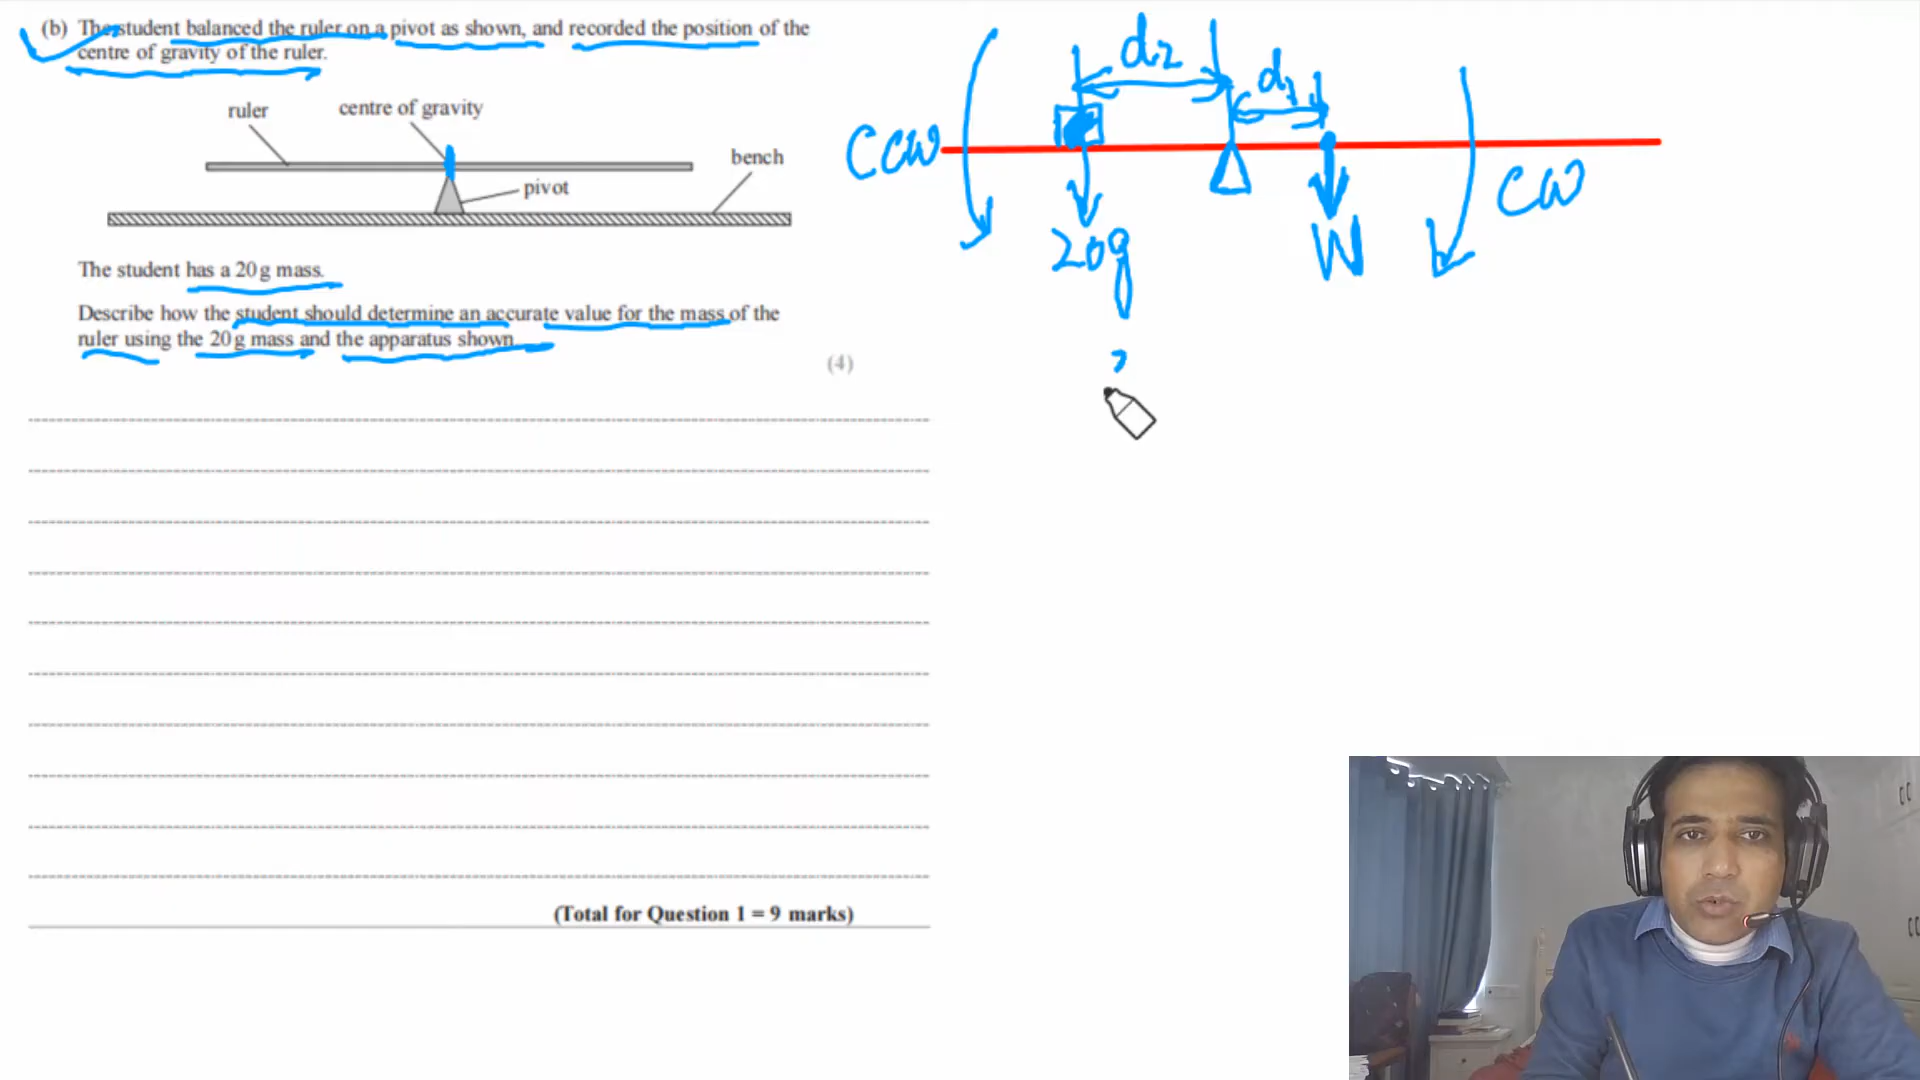 (b) The student balanced the ruler on a pivot as shown, and recorded the position of the
centre of gravity of the ruler.
ruler
centre of gravity
bench
pivot
The student has a 20 g mass.
Describe how the student should determine an accurate value for the mass of the
ruler using the 20 g mass and the apparatus shown
(4)
(Total for Question 1 = 9 marks)
d2
d1
CCW
CW
20g
W